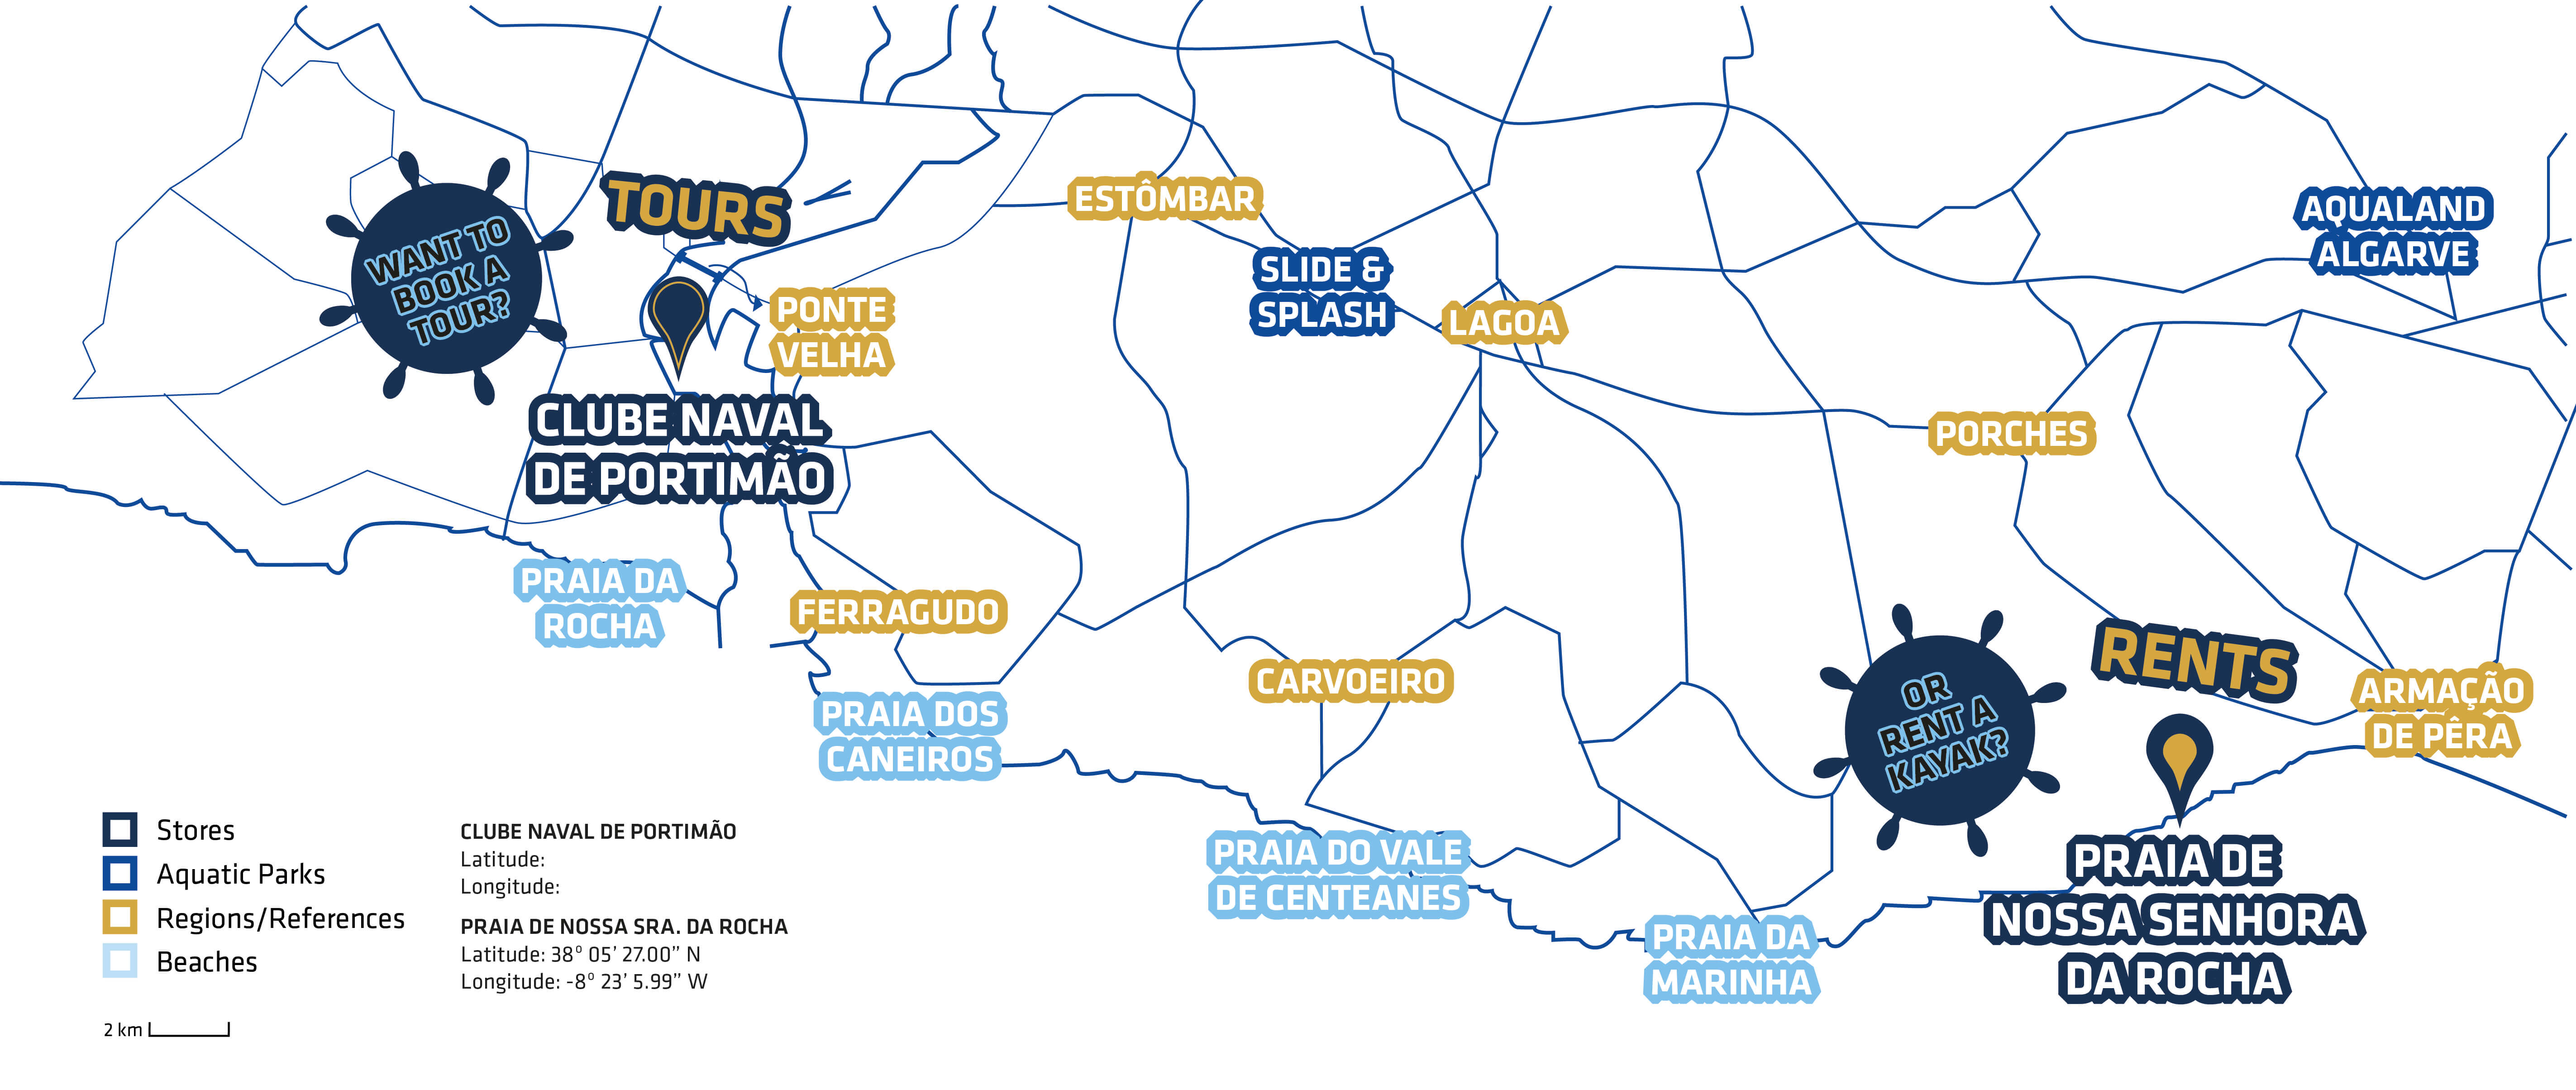 WANT TO
BOOK A
TOUR?
TOURS
CLUBE NAVAL
DE PORTIMÃO
PONTE
VELHA
ESTÔMBAR
SLIDE &
SPLASH
LAGOA
PORCHES
AQUALAND
ALGARVE
PRAIA DA
ROCHA
FERRAGUDO
PRAIA DOS
CANEIROS
CARVOEIRO
PRAIA DO VALE
DE CENTEANES
PRAIA DA
MARINHA
OR
RENT A
KAYAK?
RENTS
ARMAÇÃO
DE PÊRA
PRAIA DE
NOSSA SENHORA
DA ROCHA
Stores
Aquatic Parks
Regions/References
Beaches
2 km
CLUBE NAVAL DE PORTIMÃO
Latitude:
Longitude:
PRAIA DE NOSSA SRA. DA ROCHA
Latitude: 38º 05’ 27.00” N
Longitude: -8º 23’ 5.99” W